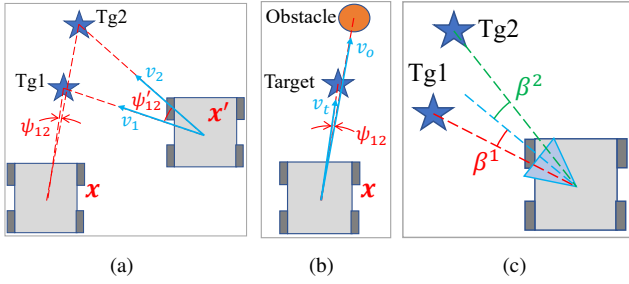 Tg2
Tg1
v₂
ψ′₁₂
v₁
x′
ψ₁₂
x
(a)
Obstacle
vₒ
Target
vₜ
ψ₁₂
x
(b)
Tg2
Tg1
β²
β¹
(c)